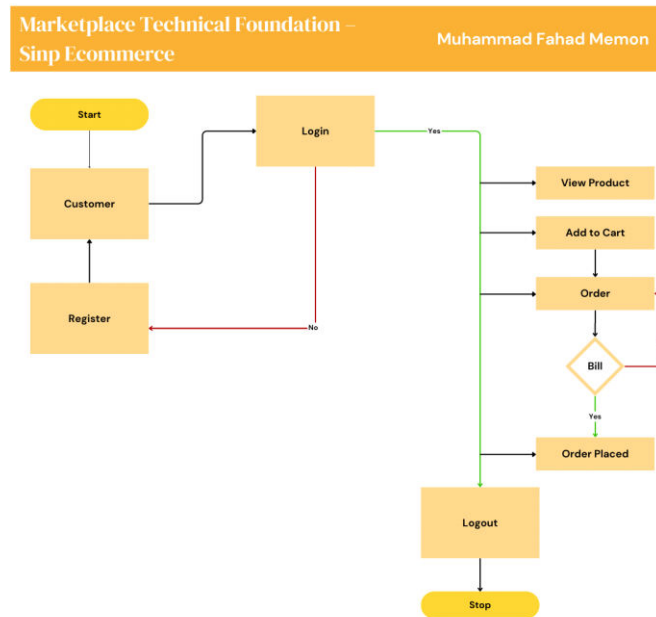 Marketplace Technical Foundation –
Sinp Ecommerce
Muhammad Fahad Memon
Start
Login
Yes
View Product
Customer
Add to Cart
Order
Register
No
Bill
Yes
Order Placed
Logout
Stop